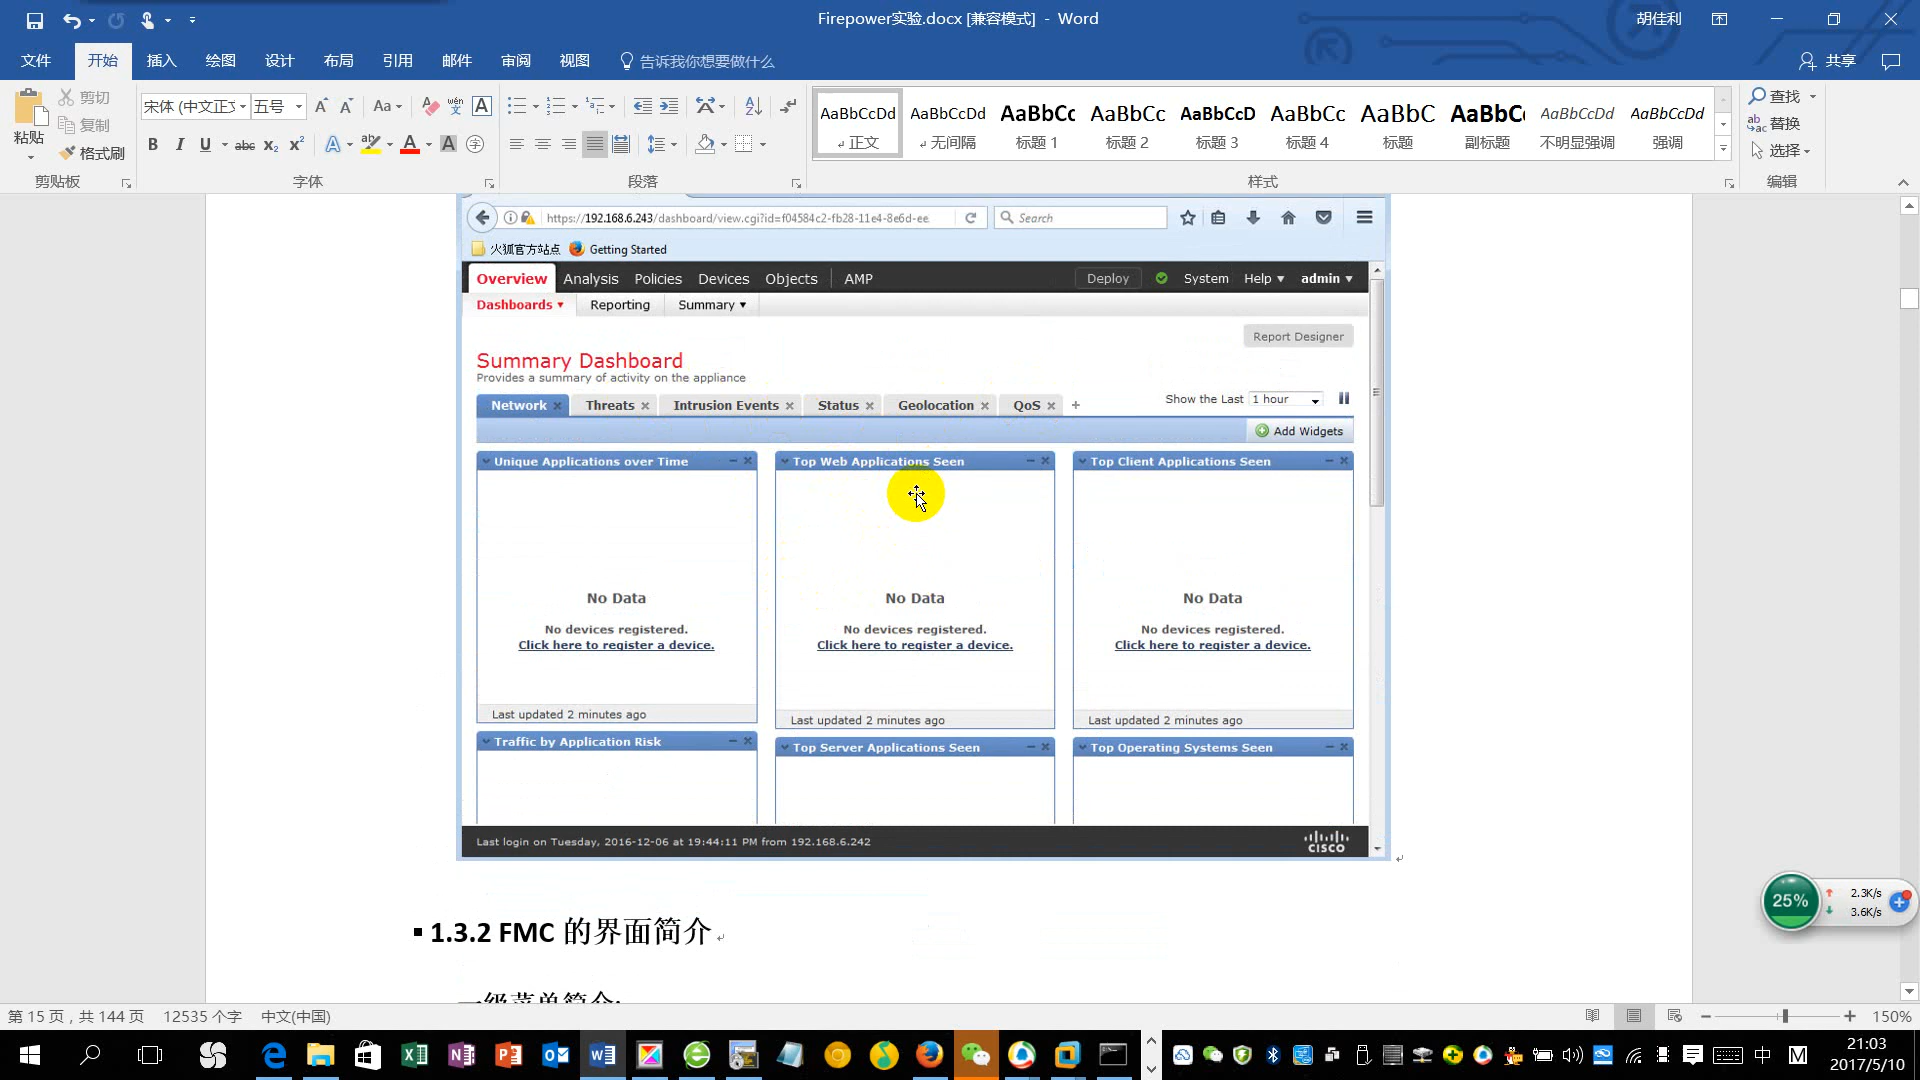 Firepower实验.docx [兼容模式] - Word
胡佳利
文件 开始 插入 绘图 设计 布局 引用 邮件 审阅 视图 告诉我你想要做什么 共享
粘贴 剪切 复制 格式刷
宋体 (中文正文 五号
AaBbCcDd AaBbCcDd AaBbCc AaBbCc AaBbCcD AaBbCc AaBbC AaBbC AaBbCcDd AaBbCcDd
正文 无间隔 标题 1 标题 2 标题 3 标题 4 标题 副标题 不明显强调 强调
查找
替换
选择
剪贴板 字体 段落 样式 编辑
https://192.168.6.243/dashboard/view.cgi?id=f04584c2-fb28-11e4-8e6d-ee Search
火狐官方站点 Getting Started
Overview Analysis Policies Devices Objects AMP Deploy System Help admin
Dashboards Reporting Summary
Report Designer
Summary Dashboard
Provides a summary of activity on the appliance
Network Threats Intrusion Events Status Geolocation QoS + Show the Last 1 hour
Add Widgets
Unique Applications over Time Top Web Applications Seen Top Client Applications Seen
No Data No Data No Data
No devices registered. No devices registered. No devices registered.
Click here to register a device. Click here to register a device. Click here to register a device.
Last updated 2 minutes ago Last updated 2 minutes ago Last updated 2 minutes ago
Traffic by Application Risk Top Server Applications Seen Top Operating Systems Seen
Last login on Tuesday, 2016-12-06 at 19:44:11 PM from 192.168.6.242
CISCO
25% 2.3K/s
3.6K/s
1.3.2 FMC 的界面简介
一级菜单简介:
第 15 页，共 144 页 12535 个字 中文(中国) 150%
中 M
21:03
2017/5/10